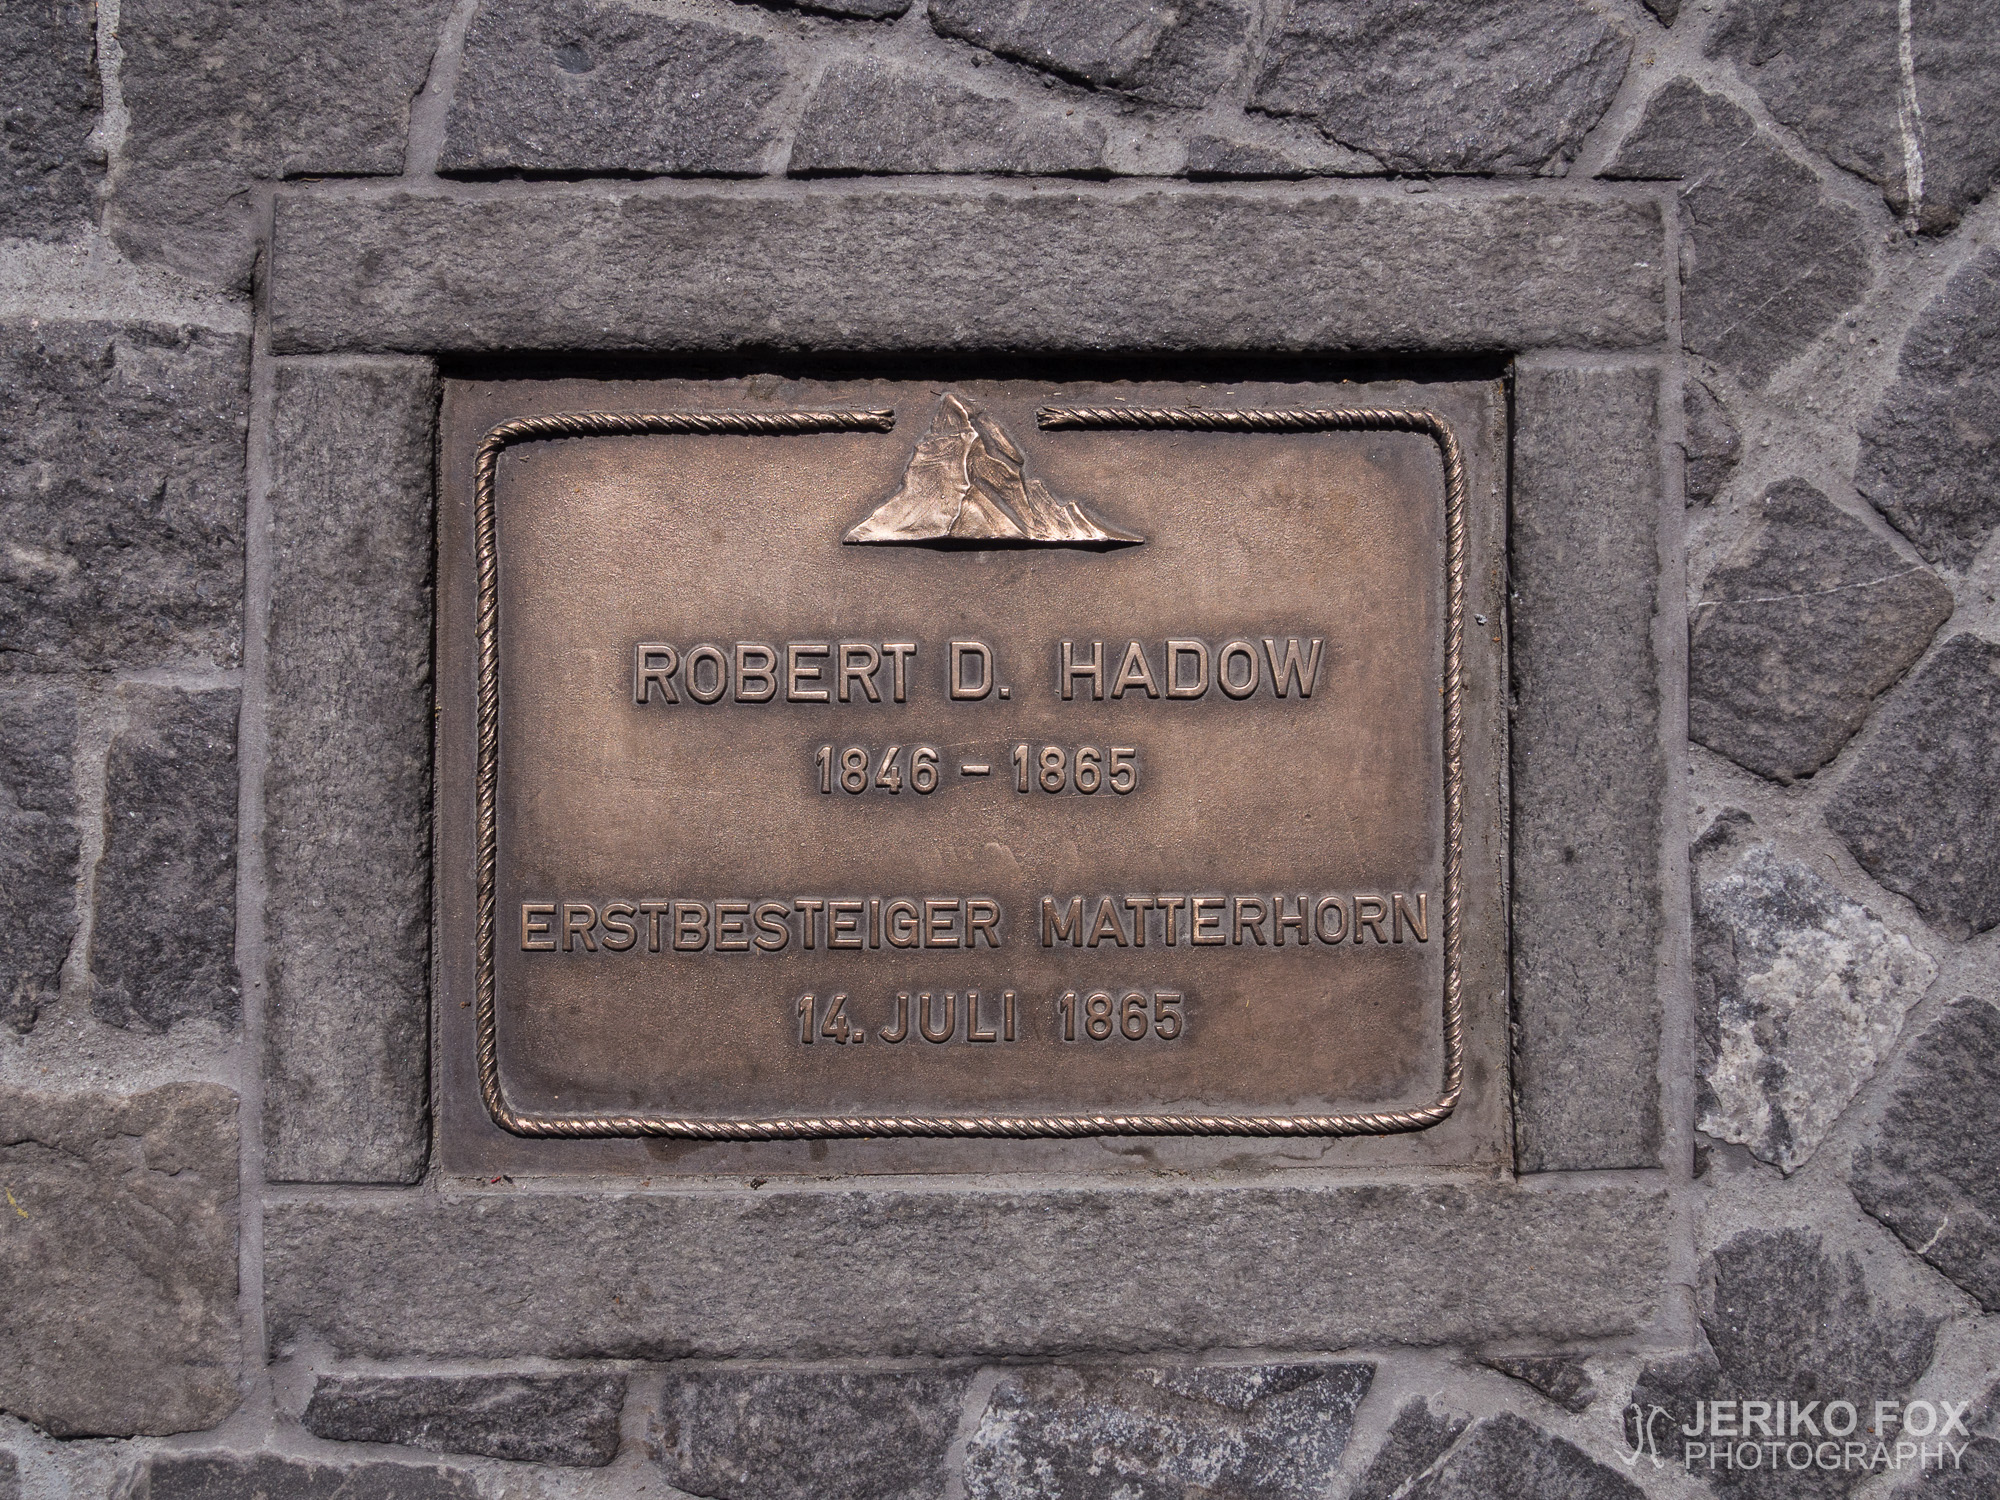 ROBERT D. HADOW
1846 - 1865
ERSTBESTEIGER MATTERHORN
14. JULI 1865
JERIKO FOX
PHOTOGRAPHY